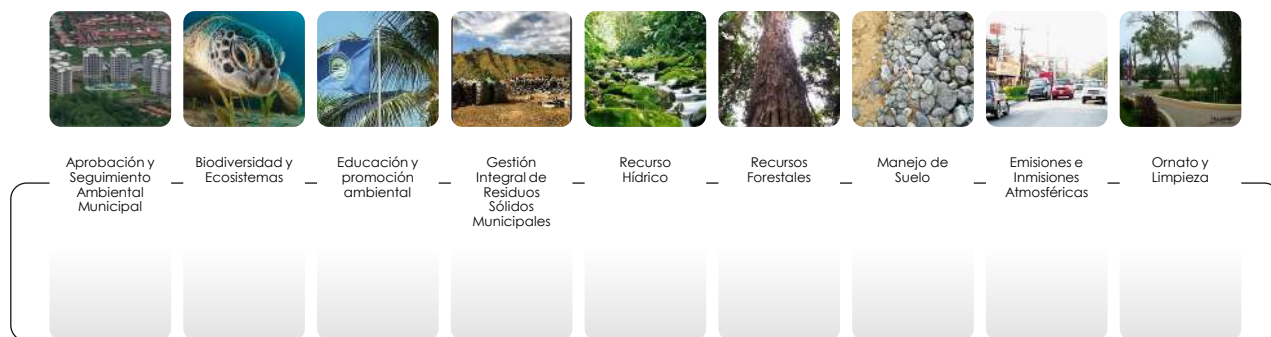 Aprobación y
Seguimiento
Ambiental
Municipal
Biodiversidad y
Ecosistemas
Educación y
promoción
ambiental
Gestión
Integral de
Residuos
Sólidos
Municipales
Recurso
Hídrico
Recursos
Forestales
Manejo de
Suelo
Emisiones e
Inmisiones
Atmosféricas
Ornato y
Limpieza